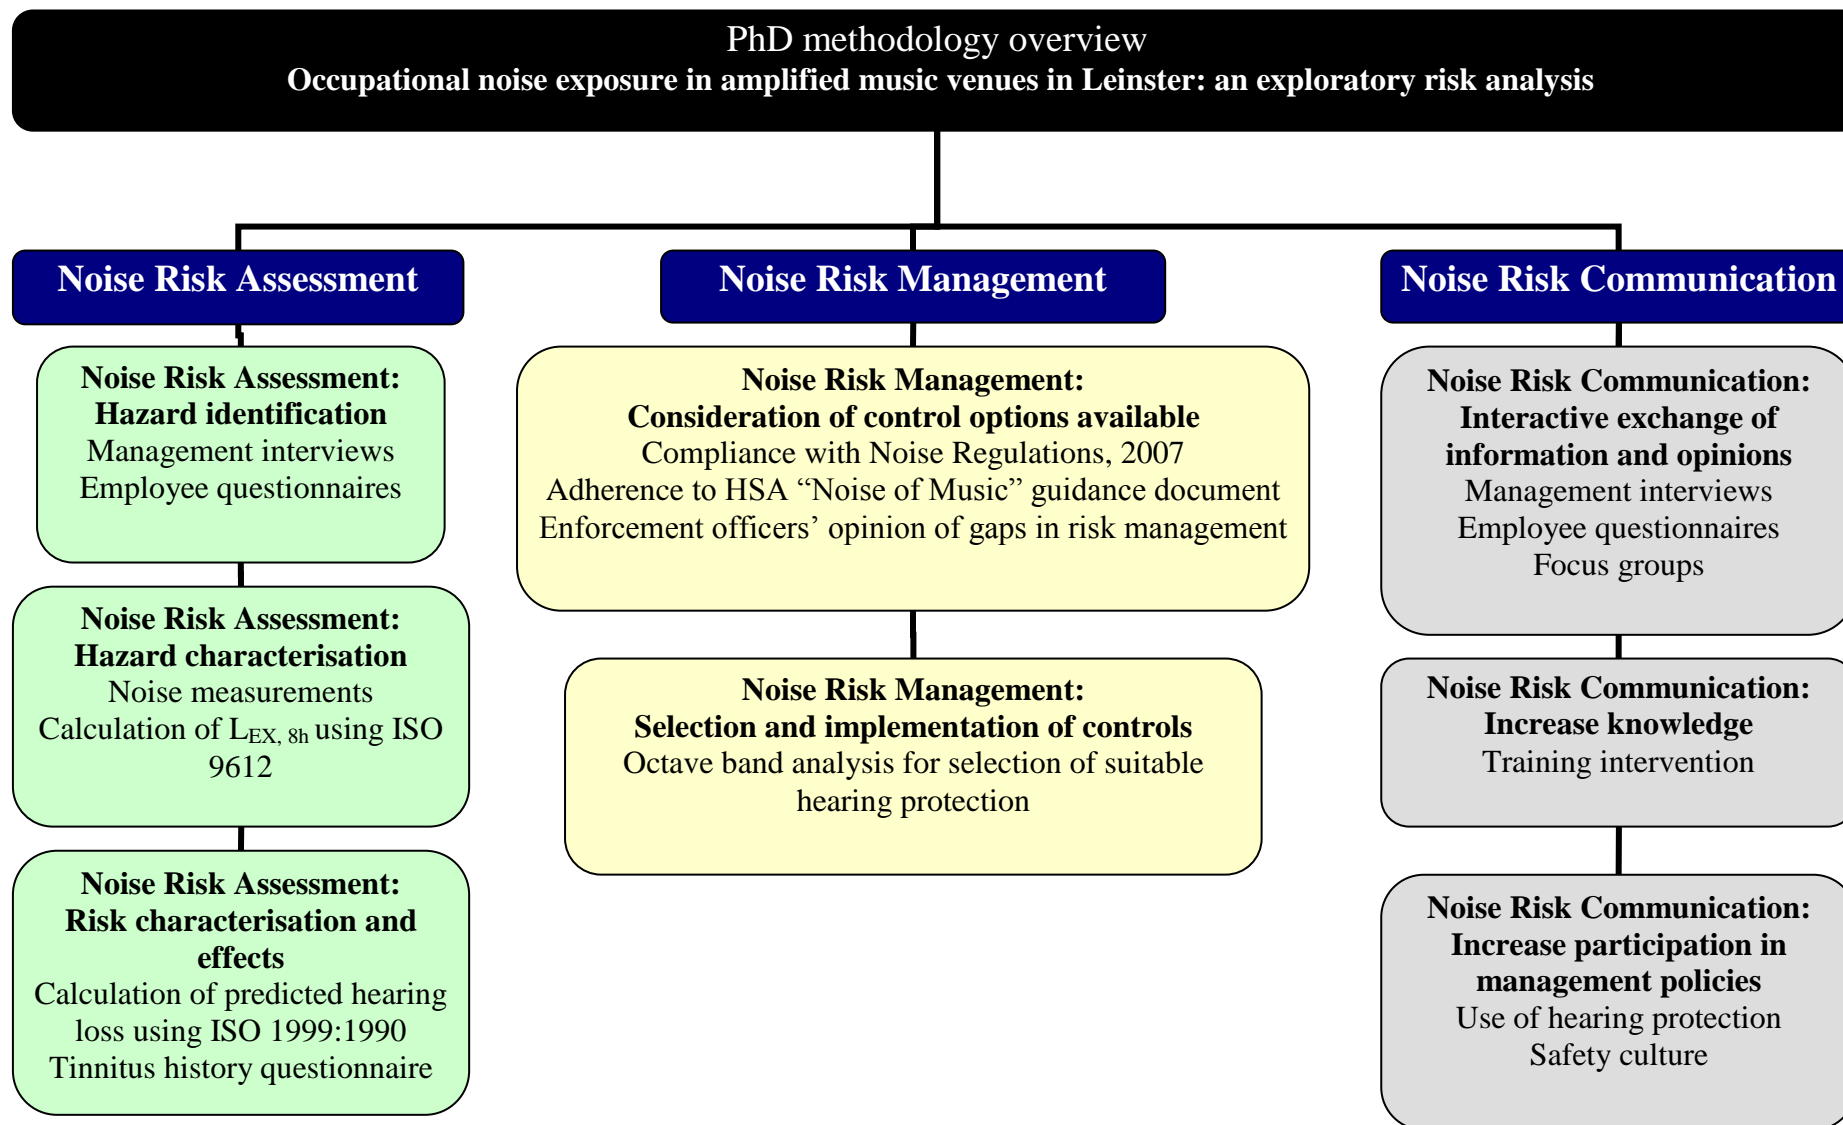 PhD methodology overview
Occupational noise exposure in amplified music venues in Leinster: an exploratory risk analysis
Noise Risk Assessment
Noise Risk Assessment:
Hazard identification
Management interviews
Employee questionnaires
Noise Risk Assessment:
Hazard characterisation
Noise measurements
Calculation of LEX, 8h using ISO
9612
Noise Risk Assessment:
Risk characterisation and
effects
Calculation of predicted hearing
loss using ISO 1999:1990
Tinnitus history questionnaire
Noise Risk Management
Noise Risk Management:
Consideration of control options available
Compliance with Noise Regulations, 2007
Adherence to HSA “Noise of Music” guidance document
Enforcement officers’ opinion of gaps in risk management
Noise Risk Management:
Selection and implementation of controls
Octave band analysis for selection of suitable
hearing protection
Noise Risk Communication
Noise Risk Communication:
Interactive exchange of
information and opinions
Management interviews
Employee questionnaires
Focus groups
Noise Risk Communication:
Increase knowledge
Training intervention
Noise Risk Communication:
Increase participation in
management policies
Use of hearing protection
Safety culture